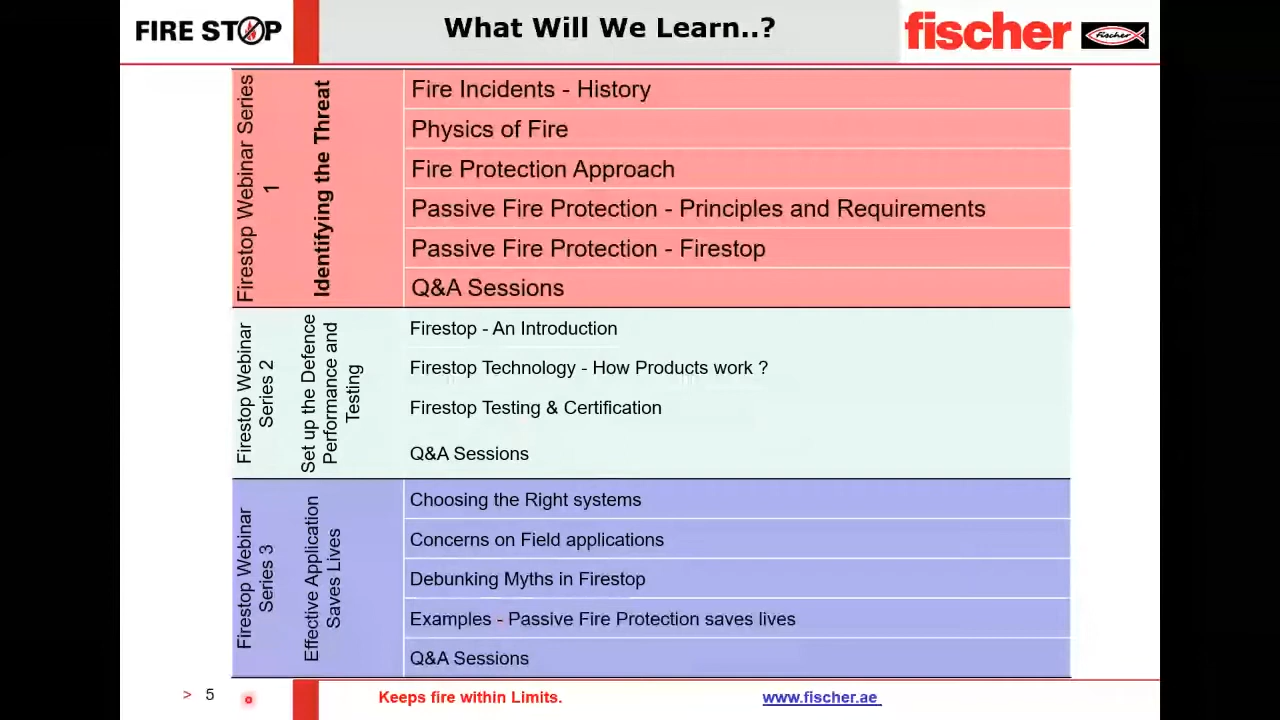 FIRE STOP
What Will We Learn..?
fischer
fischer
Firestop Webinar Series
1
Identifying the Threat
Fire Incidents - History
Physics of Fire
Fire Protection Approach
Passive Fire Protection - Principles and Requirements
Passive Fire Protection - Firestop
Q&A Sessions
Firestop Webinar
Series 2
Set up the Defence
Performance and
Testing
Firestop - An Introduction
Firestop Technology - How Products work ?
Firestop Testing & Certification
Q&A Sessions
Firestop Webinar
Series 3
Effective Application
Saves Lives
Choosing the Right systems
Concerns on Field applications
Debunking Myths in Firestop
Examples - Passive Fire Protection saves lives
Q&A Sessions
> 5
Keeps fire within Limits.
www.fischer.ae